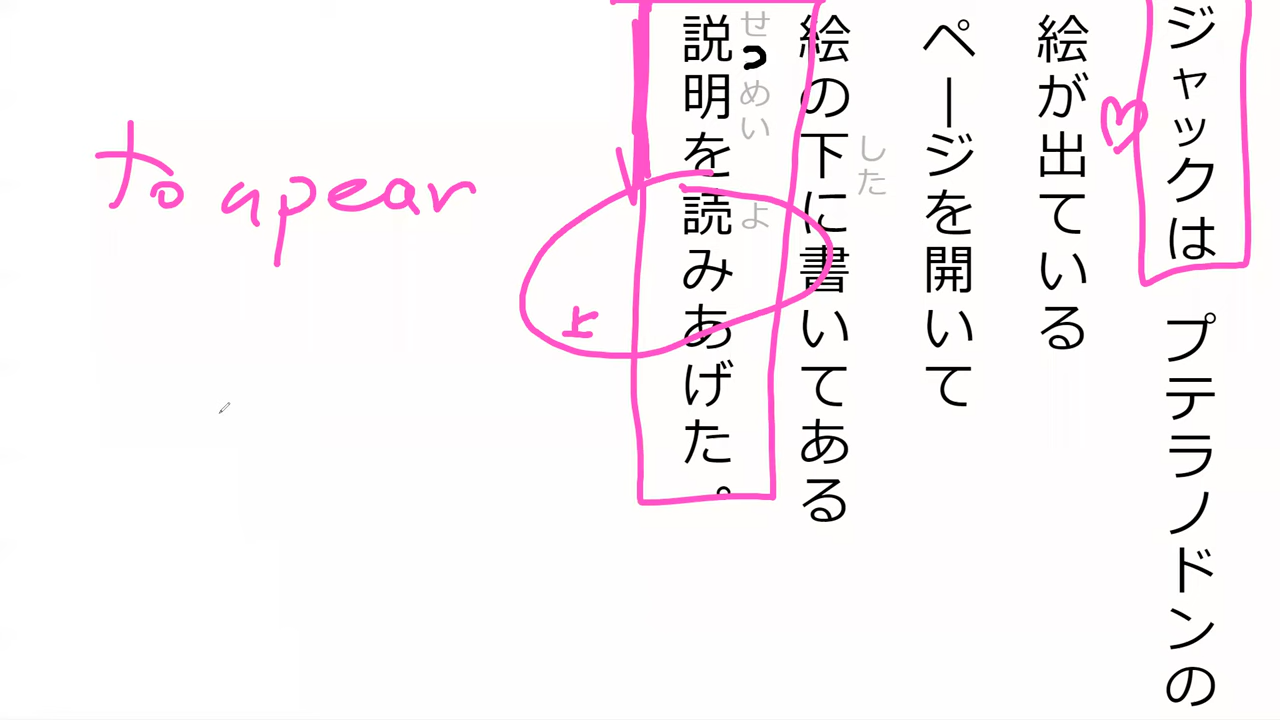 ジャックは プテラノドンの
絵が出ている
ページを開いて
絵の下に書いてある
した
説明を読みあげた。
せつめい
よ
よ
to apear